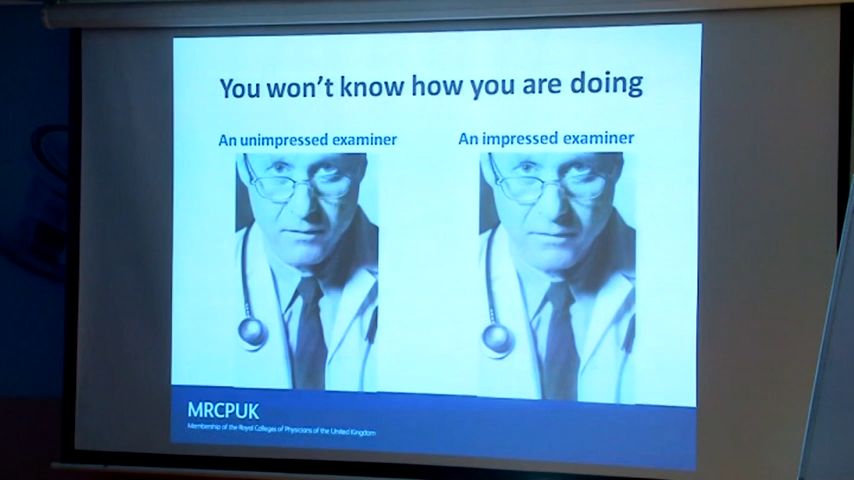 You won't know how you are doing
An unimpressed examiner
An impressed examiner
MRCPUK
Membership of the Royal Colleges of Physicians of the United Kingdom